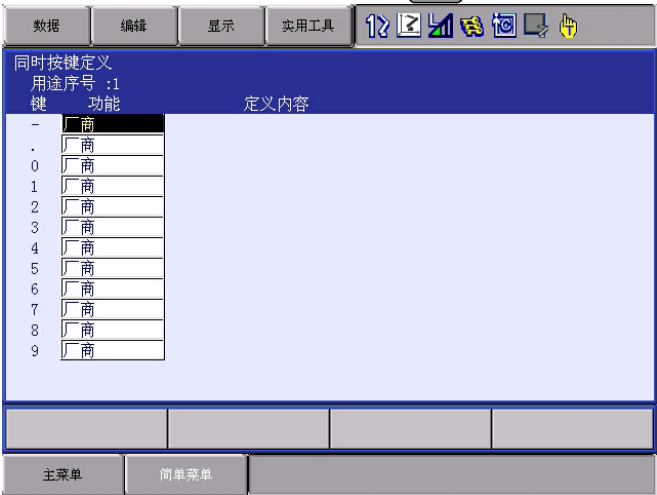 数据 编辑 显示 实用工具
同时按键定义
用途序号 :1
键 功能 定义内容
- 厂商
. 厂商
0 厂商
1 厂商
2 厂商
3 厂商
4 厂商
5 厂商
6 厂商
7 厂商
8 厂商
9 厂商
主菜单 简单菜单